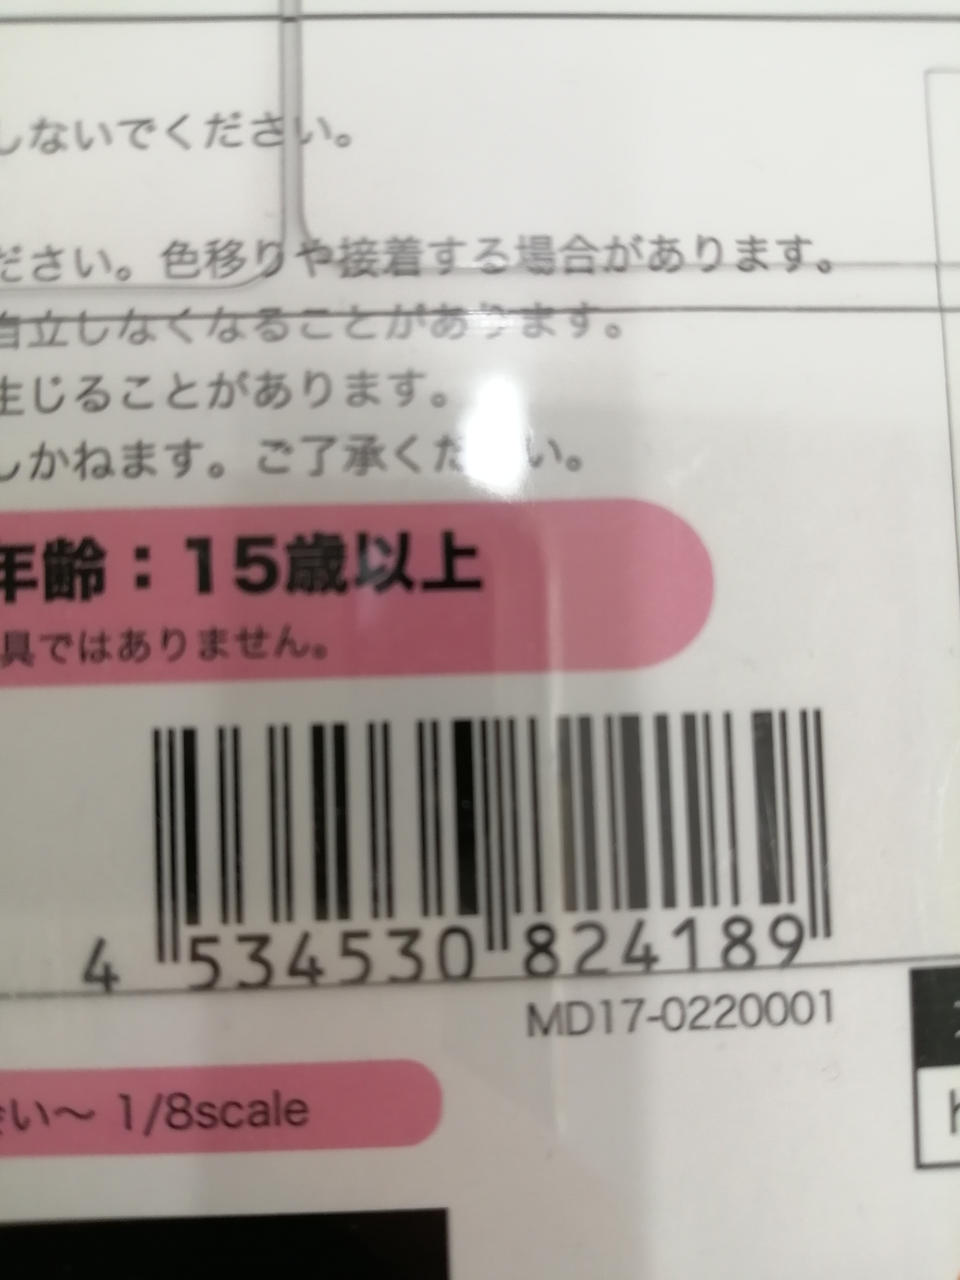 しないでください。
ださい。色移りや接着する場合があります。
自立しなくなることがあります。
生じることがあります。
しかねます。ご了承ください。
年齢：15歳以上
具ではありません。
4 534530 824189
MD17-0220001
い〜 1/8scale